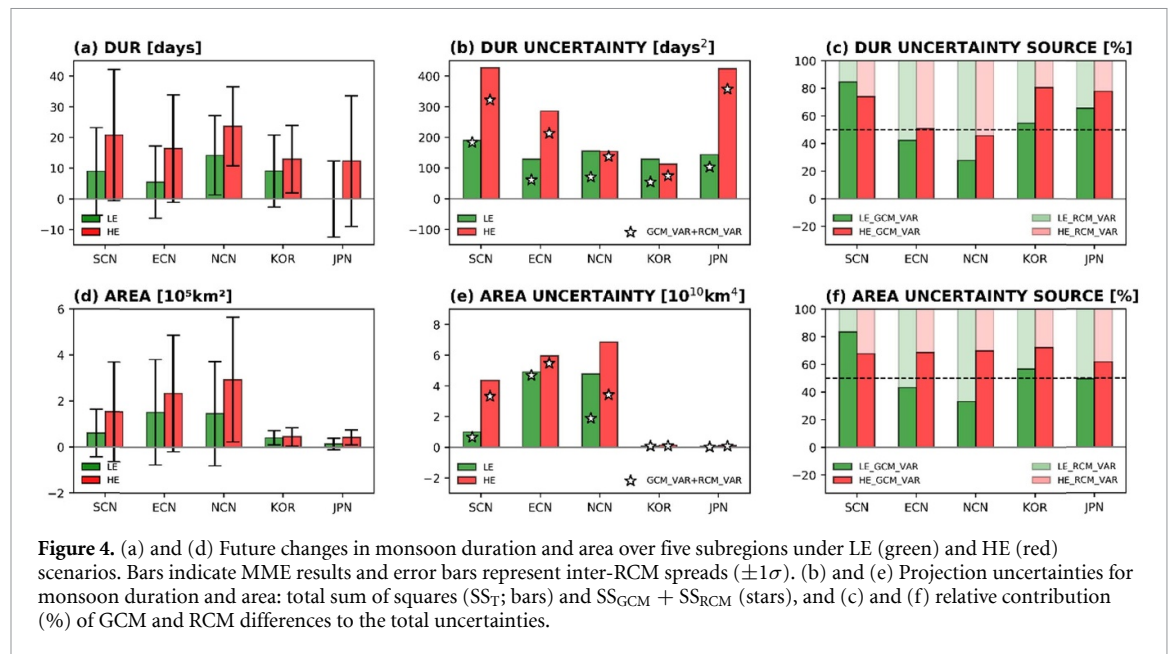 (a) DUR [days]
40
30
20
10
0
−10
LE
HE
SCN ECN NCN KOR JPN
(b) DUR UNCERTAINTY [days²]
400
300
200
100
0
−100
LE
HE
GCM_VAR+RCM_VAR
SCN ECN NCN KOR JPN
(c) DUR UNCERTAINTY SOURCE [%]
100
80
60
40
20
0
−20
LE_GCM_VAR
HE_GCM_VAR
LE_RCM_VAR
HE_RCM_VAR
SCN ECN NCN KOR JPN
(d) AREA [10⁵km²]
6
4
2
0
−2
LE
HE
SCN ECN NCN KOR JPN
(e) AREA UNCERTAINTY [10¹⁰km⁴]
8
6
4
2
0
−2
LE
HE
GCM_VAR+RCM_VAR
SCN ECN NCN KOR JPN
(f) AREA UNCERTAINTY SOURCE [%]
100
80
60
40
20
0
−20
LE_GCM_VAR
HE_GCM_VAR
LE_RCM_VAR
HE_RCM_VAR
SCN ECN NCN KOR JPN
Figure 4. (a) and (d) Future changes in monsoon duration and area over five subregions under LE (green) and HE (red)
scenarios. Bars indicate MME results and error bars represent inter-RCM spreads (±1σ). (b) and (e) Projection uncertainties for
monsoon duration and area: total sum of squares (SS_T; bars) and SS_GCM + SS_RCM (stars), and (c) and (f) relative contribution
(%) of GCM and RCM differences to the total uncertainties.